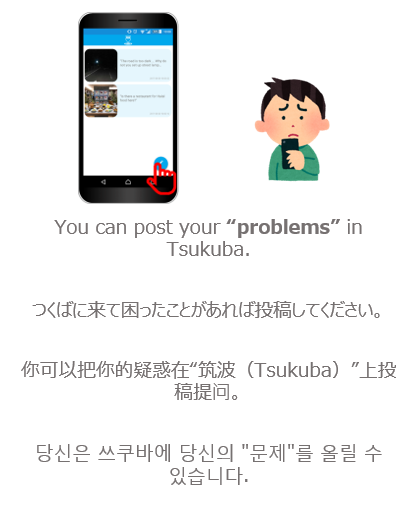 You can post your “problems” in
Tsukuba.
つくばに来て困ったことがあれば投稿してください。
你可以把你的疑惑在“筑波（Tsukuba）”上投
稿提问。
당신은 쓰쿠바에 당신의 "문제"를 올릴 수
있습니다.